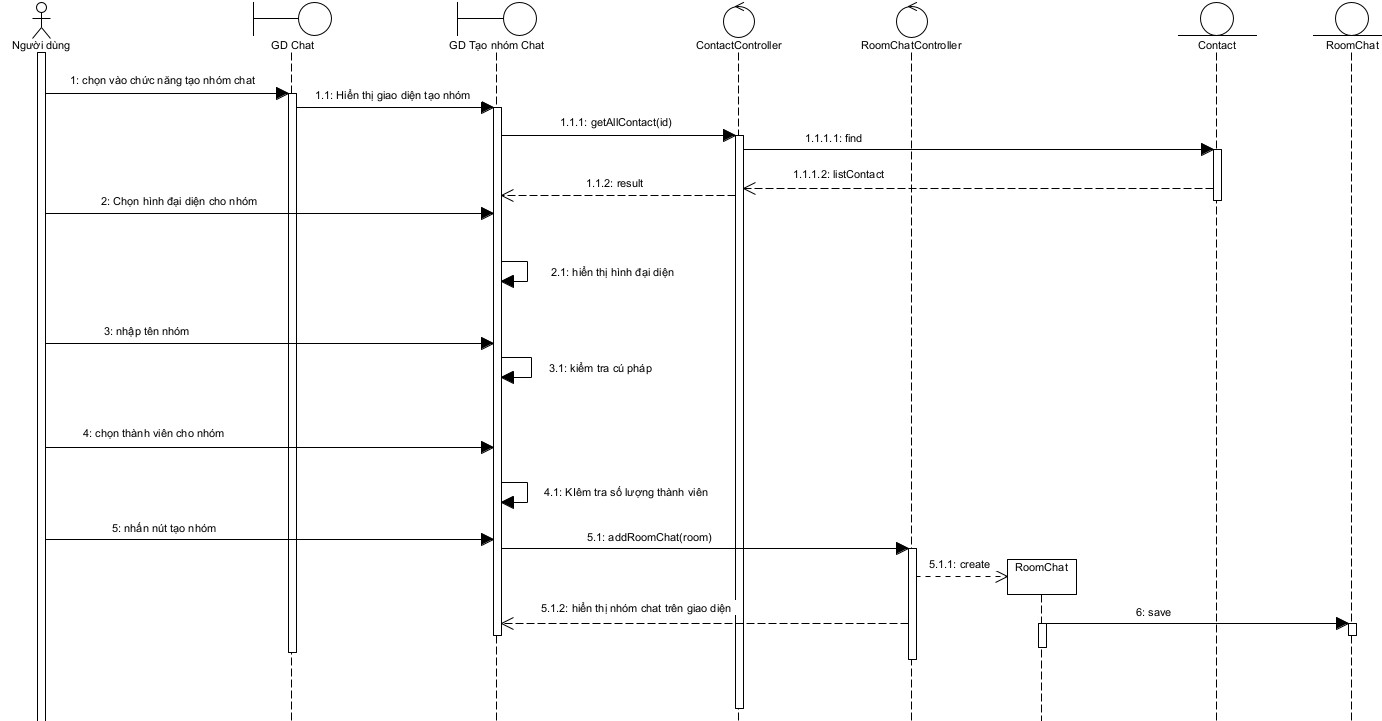 Người dùng
GD Chat
GD Tạo nhóm Chat
ContactController
RoomChatController
Contact
RoomChat
1: chọn vào chức năng tạo nhóm chat
1.1: Hiển thị giao diện tạo nhóm
1.1.1: getAllContact(id)
1.1.1.1: find
1.1.1.2: listContact
1.1.2: result
2: Chọn hình đại diện cho nhóm
2.1: hiển thị hình đại diện
3: nhập tên nhóm
3.1: kiểm tra cú pháp
4: chọn thành viên cho nhóm
4.1: KIêm tra số lượng thành viên
5: nhấn nút tạo nhóm
5.1: addRoomChat(room)
5.1.1: create
RoomChat
5.1.2: hiển thị nhóm chat trên giao diện
6: save